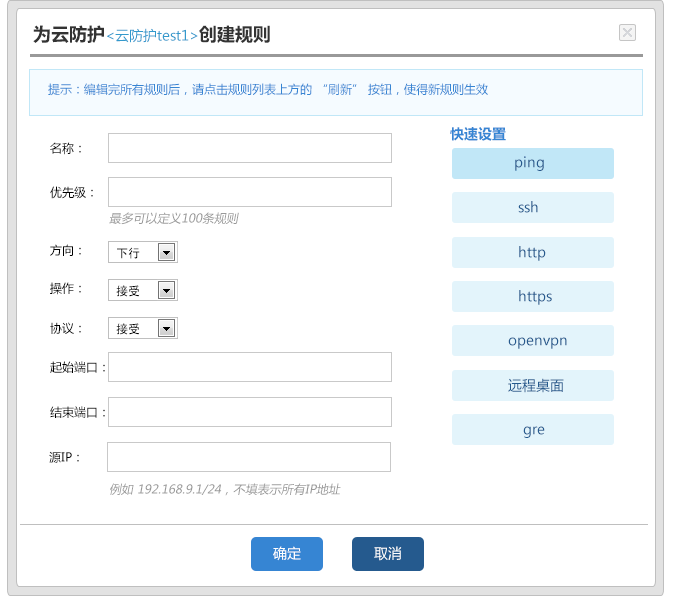 为云防护<云防护test1>创建规则
提示：编辑完所有规则后，请点击规则列表上方的 “刷新” 按钮，使得新规则生效
快速设置
名称：
ping
优先级：
ssh
最多可以定义100条规则
方向： 下行
http
操作： 接受
https
协议： 接受
openvpn
起始端口：
远程桌面
结束端口：
gre
源IP：
例如 192.168.9.1/24，不填表示所有IP地址
确定 取消